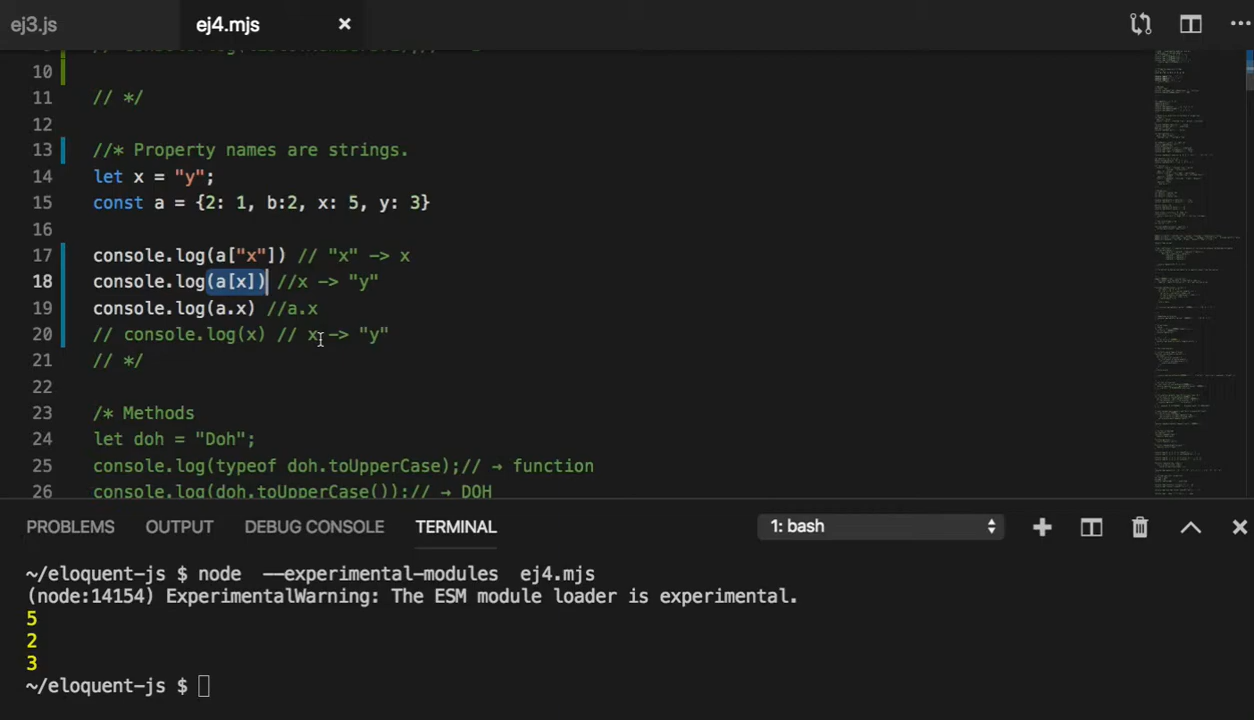 ej3.js ej4.mjs
10
11 // */
12
13 //* Property names are strings.
14 let x = "y";
15 const a = {2: 1, b:2, x: 5, y: 3}
16
17 console.log(a["x"]) // "x" -> x
18 console.log(a[x]) //x -> "y"
19 console.log(a.x) //a.x
20 // console.log(x) // x -> "y"
21 // */
22
23 /* Methods
24 let doh = "Doh";
25 console.log(typeof doh.toUpperCase);// → function
26 console.log(doh.toUpperCase());// → DOH
PROBLEMS OUTPUT DEBUG CONSOLE TERMINAL 1: bash
~/eloquent-js $ node --experimental-modules ej4.mjs
(node:14154) ExperimentalWarning: The ESM module loader is experimental.
5
2
3
~/eloquent-js $